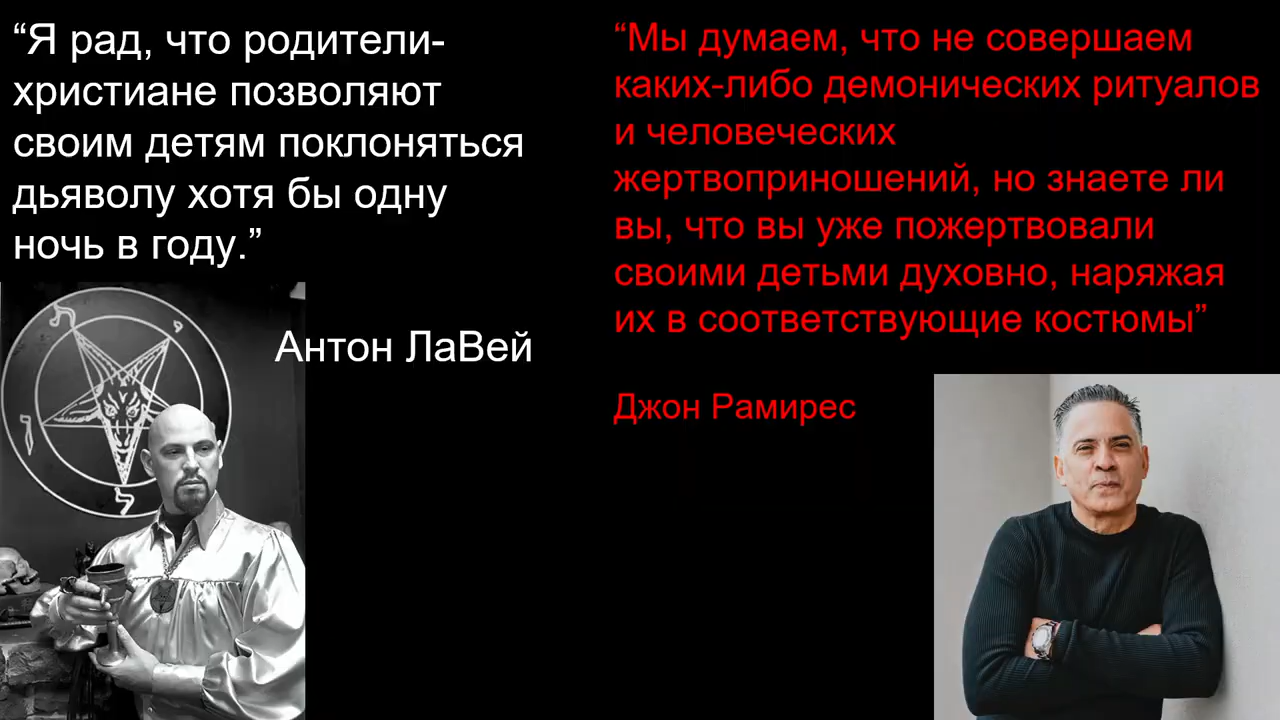 “Я рад, что родители-
христиане позволяют
своим детям поклоняться
дьяволу хотя бы одну
ночь в году.”
Антон ЛаВей
“Мы думаем, что не совершаем
каких-либо демонических ритуалов
и человеческих
жертвоприношений, но знаете ли
вы, что вы уже пожертвовали
своими детьми духовно, наряжая
их в соответствующие костюмы”
Джон Рамирес